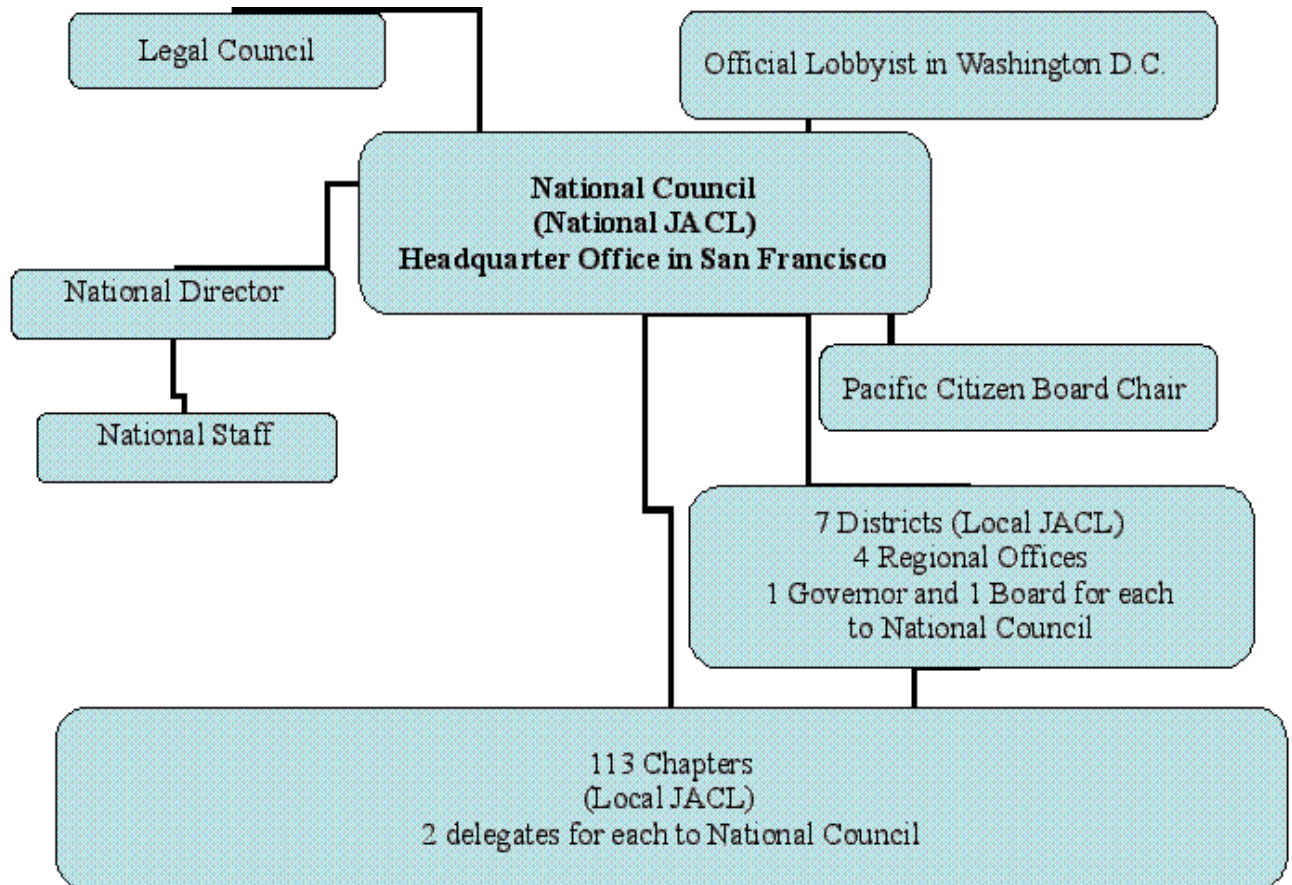 Legal Council
Official Lobbyist in Washington D.C.
National Council
(National JACL)
Headquarter Office in San Francisco
National Director
Pacific Citizen Board Chair
National Staff
7 Districts (Local JACL)
4 Regional Offices
1 Governor and 1 Board for each
to National Council
113 Chapters
(Local JACL)
2 delegates for each to National Council